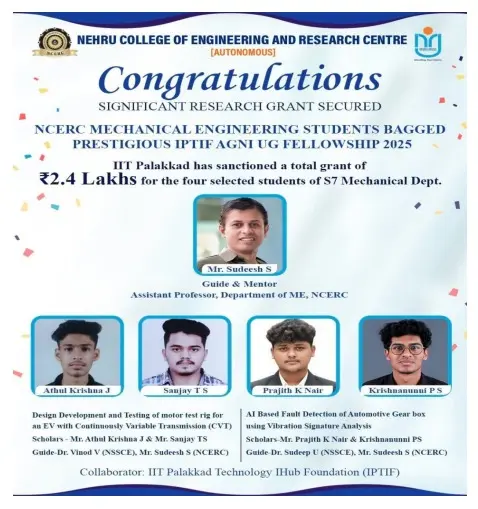 NEHRU COLLEGE OF ENGINEERING AND RESEARCH CENTRE
[AUTONOMOUS]
Congratulations
SIGNIFICANT RESEARCH GRANT SECURED
NCERC MECHANICAL ENGINEERING STUDENTS BAGGED
PRESTIGIOUS IPTIF AGNI UG FELLOWSHIP 2025
IIT Palakkad has sanctioned a total grant of
₹2.4 Lakhs for the four selected students of S7 Mechanical Dept.
Mr. Sudeesh S
Guide & Mentor
Assistant Professor, Department of ME, NCERC
Athul Krishna J
Sanjay T S
Prajith K Nair
Krishnanunni P S
Design Development and Testing of motor test rig for
an EV with Continuously Variable Transmission (CVT)
Scholars - Mr. Athul Krishna J & Mr. Sanjay TS
Guide-Dr. Vinod V (NSSCE), Mr. Sudeesh S (NCERC)
AI Based Fault Detection of Automotive Gear box
using Vibration Signature Analysis
Scholars-Mr. Prajith K Nair & Krishnanunni PS
Guide-Dr. Sudeep U (NSSCE), Mr. Sudeesh S (NCERC)
Collaborator: IIT Palakkad Technology IHub Foundation (IPTIF)